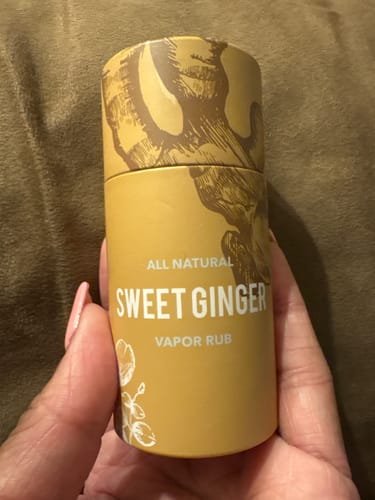 ALL NATURAL
SWEET GINGER
VAPOR RUB